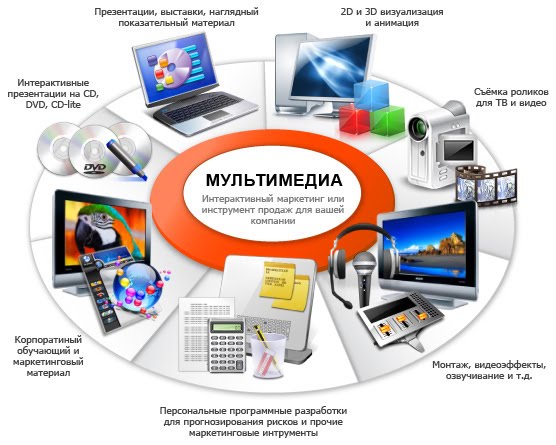 Презентации, выставки, наглядный
показательный материал
2D и 3D визуализация
и анимация
Интерактивные
презентации на CD,
DVD, CD-lite
Съёмка роликов
для ТВ и видео
DVD
МУЛЬТИМЕДИА
Интерактивный маркетинг или
инструмент продаж для вашей
компании
Корпоратиный
обучающий и
маркетинговый
материал
Монтаж, видеоэффекты,
озвучивание и т.д.
Персональные программные разработки
для прогнозирования рисков и прочие
маркетинговые интрументы